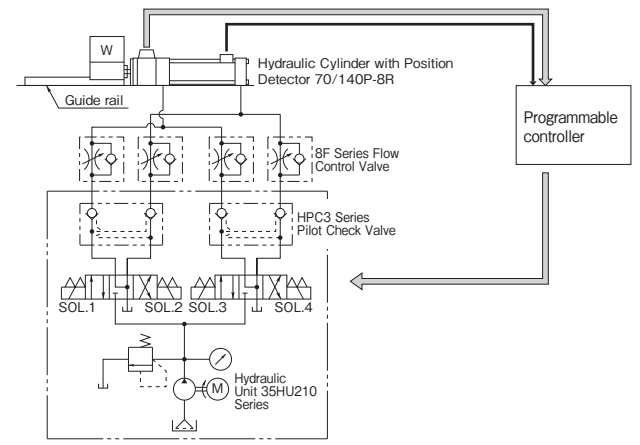 W
Hydraulic Cylinder with Position
Detector 70/140P-8R
Guide rail
Programmable
controller
8F Series Flow
Control Valve
HPC3 Series
Pilot Check Valve
SOL.1
SOL.2
SOL.3
SOL.4
M
Hydraulic
Unit 35HU210
Series